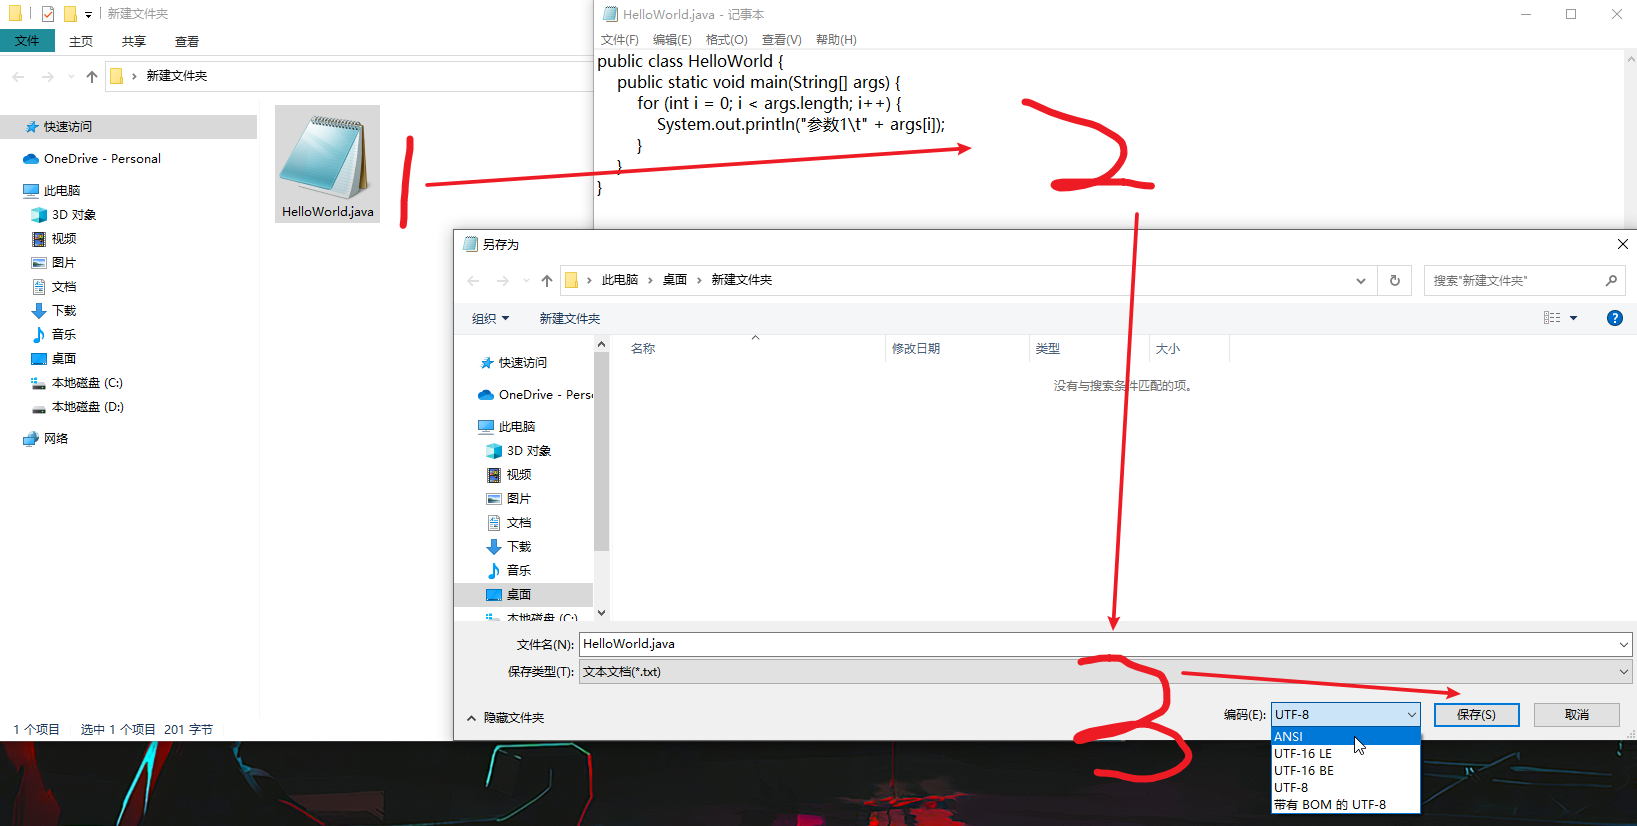 新建文件夹
文件 主页 共享 查看
新建文件夹
快速访问
OneDrive - Personal
此电脑
3D 对象
视频
图片
文档
下载
音乐
桌面
本地磁盘 (C:)
本地磁盘 (D:)
网络
HelloWorld.java
1
1 个项目 选中 1 个项目 201 字节
HelloWorld.java - 记事本
文件(F) 编辑(E) 格式(O) 查看(V) 帮助(H)
public class HelloWorld {
public static void main(String[] args) {
for (int i = 0; i < args.length; i++) {
System.out.println("参数1\t" + args[i]);
}
}
}
2
另存为
此电脑 桌面 新建文件夹
搜索"新建文件夹"
组织 新建文件夹
?
名称 修改日期 类型 大小
没有与搜索条件匹配的项。
快速访问
OneDrive - Pers
此电脑
3D 对象
视频
图片
文档
下载
音乐
桌面
本地磁盘 (C:)
文件名(N): HelloWorld.java
保存类型(T): 文本文档(*.txt)
3
隐藏文件夹
编码(E): UTF-8 保存(S) 取消
ANSI
UTF-16 LE
UTF-16 BE
UTF-8
带有 BOM 的 UTF-8